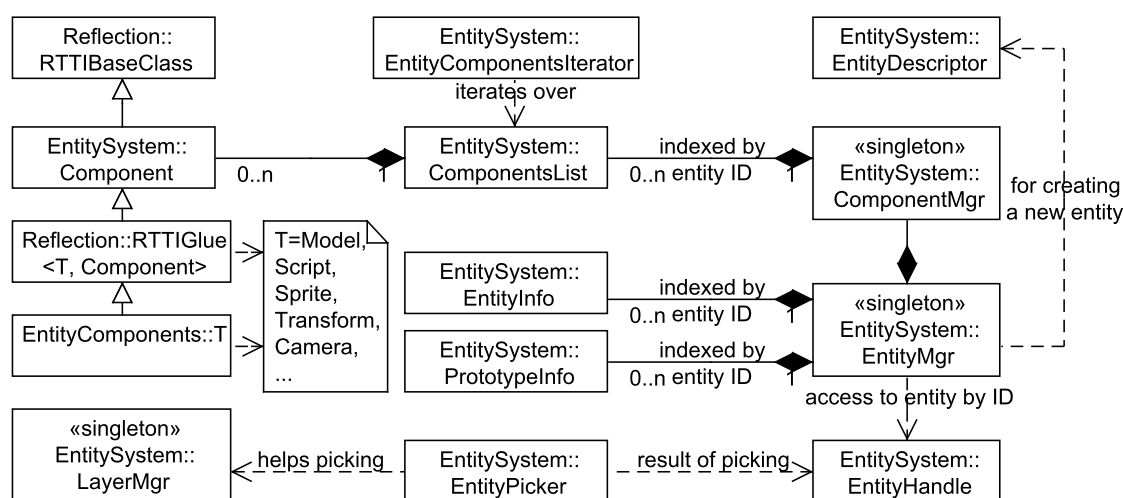 Reflection::
RTTIBaseClass
EntitySystem::
EntityComponentsIterator
EntitySystem::
EntityDescriptor
iterates over
EntitySystem::
Component
0..n
1
EntitySystem::
ComponentsList
indexed by
0..n entity ID
1
«singleton»
EntitySystem::
ComponentMgr
for creating
a new entity
Reflection::RTTIGlue
<T, Component>
T=Model,
Script,
Sprite,
Transform,
Camera,
...
EntitySystem::
EntityInfo
indexed by
0..n entity ID
1
«singleton»
EntitySystem::
EntityMgr
EntityComponents::T
EntitySystem::
PrototypeInfo
indexed by
0..n entity ID
1
access to entity by ID
«singleton»
EntitySystem::
LayerMgr
helps picking
EntitySystem::
EntityPicker
result of picking
EntitySystem::
EntityHandle